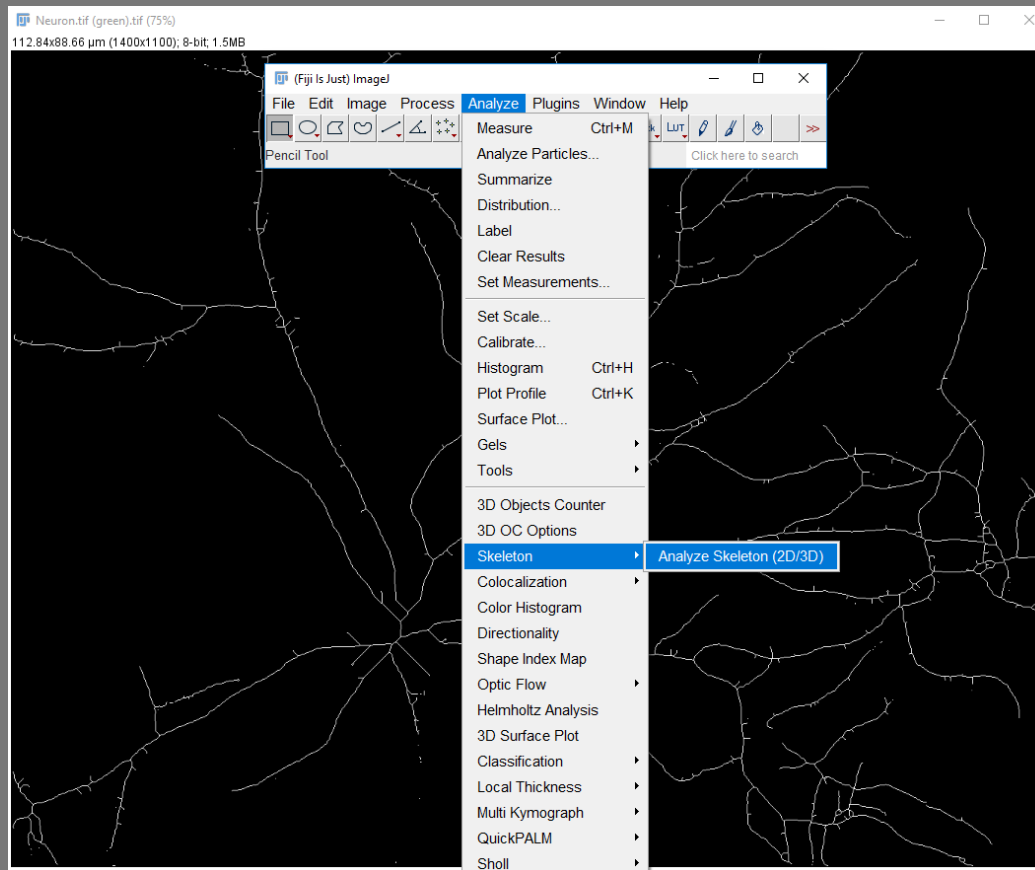 Neuron.tif (green).tif (75%)
112.84x88.66 µm (1400x1100); 8-bit; 1.5MB
(Fiji Is Just) ImageJ
File Edit Image Process Analyze Plugins Window Help
LUT
Pencil Tool
Click here to search
Measure Ctrl+M
Analyze Particles...
Summarize
Distribution...
Label
Clear Results
Set Measurements...
Set Scale...
Calibrate...
Histogram Ctrl+H
Plot Profile Ctrl+K
Surface Plot...
Gels
Tools
3D Objects Counter
3D OC Options
Skeleton Analyze Skeleton (2D/3D)
Colocalization
Color Histogram
Directionality
Shape Index Map
Optic Flow
Helmholtz Analysis
3D Surface Plot
Classification
Local Thickness
Multi Kymograph
QuickPALM
Sholl